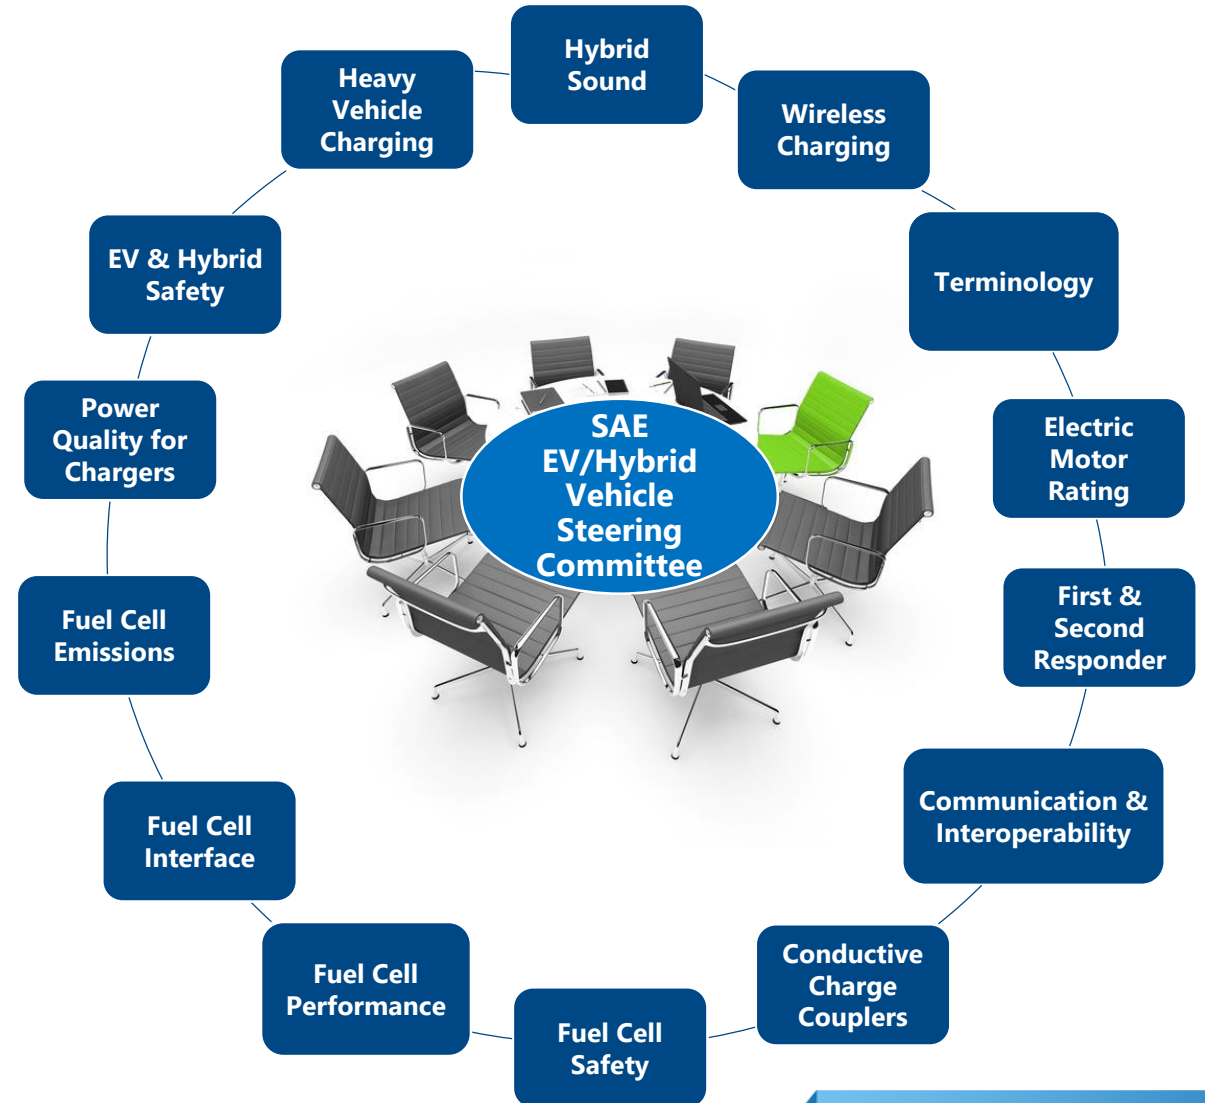 Hybrid
Sound
Wireless
Charging
Terminology
Electric
Motor
Rating
First &
Second
Responder
Communication &
Interoperability
Conductive
Charge
Couplers
Fuel Cell
Safety
Fuel Cell
Performance
Fuel Cell
Interface
Fuel Cell
Emissions
Power
Quality for
Chargers
EV & Hybrid
Safety
Heavy
Vehicle
Charging
SAE
EV/Hybrid
Vehicle
Steering
Committee